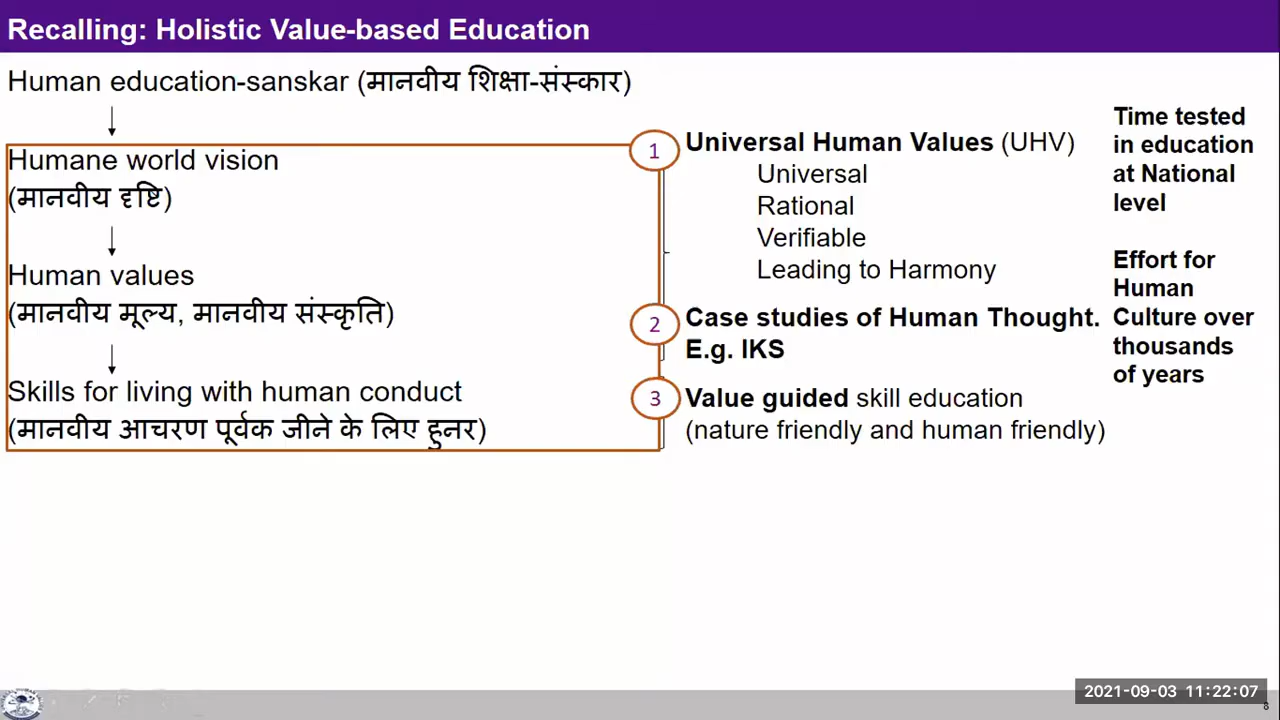 Recalling: Holistic Value-based Education
Human education-sanskar (मानवीय शिक्षा-संस्कार)
Humane world vision
(मानवीय दृष्टि)
Human values
(मानवीय मूल्य, मानवीय संस्कृति)
Skills for living with human conduct
(मानवीय आचरण पूर्वक जीने के लिए हुनर)
1
Universal Human Values (UHV)
Universal
Rational
Verifiable
Leading to Harmony
2
Case studies of Human Thought.
E.g. IKS
3
Value guided skill education
(nature friendly and human friendly)
Time tested
in education
at National
level
Effort for
Human
Culture over
thousands
of years
2021-09-03 11:22:07
8